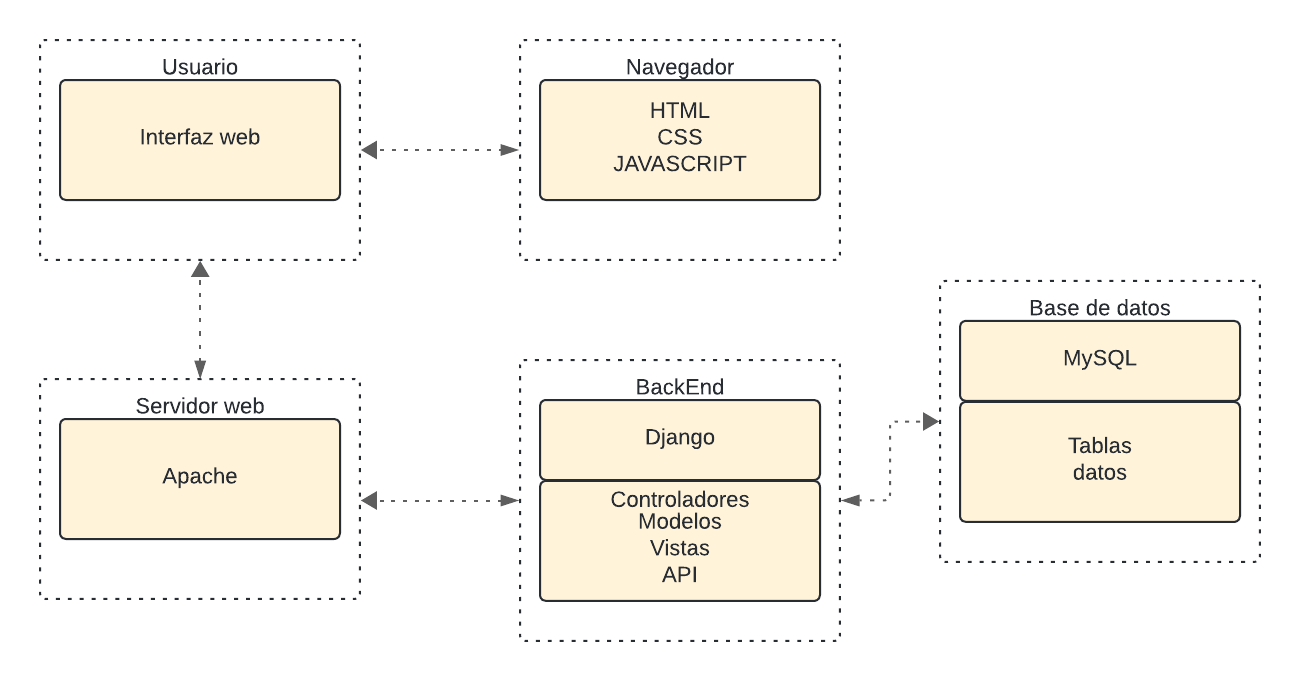 Usuario
Interfaz web
Navegador
HTML
CSS
JAVASCRIPT
Servidor web
Apache
BackEnd
Django
Controladores
Modelos
Vistas
API
Base de datos
MySQL
Tablas
datos